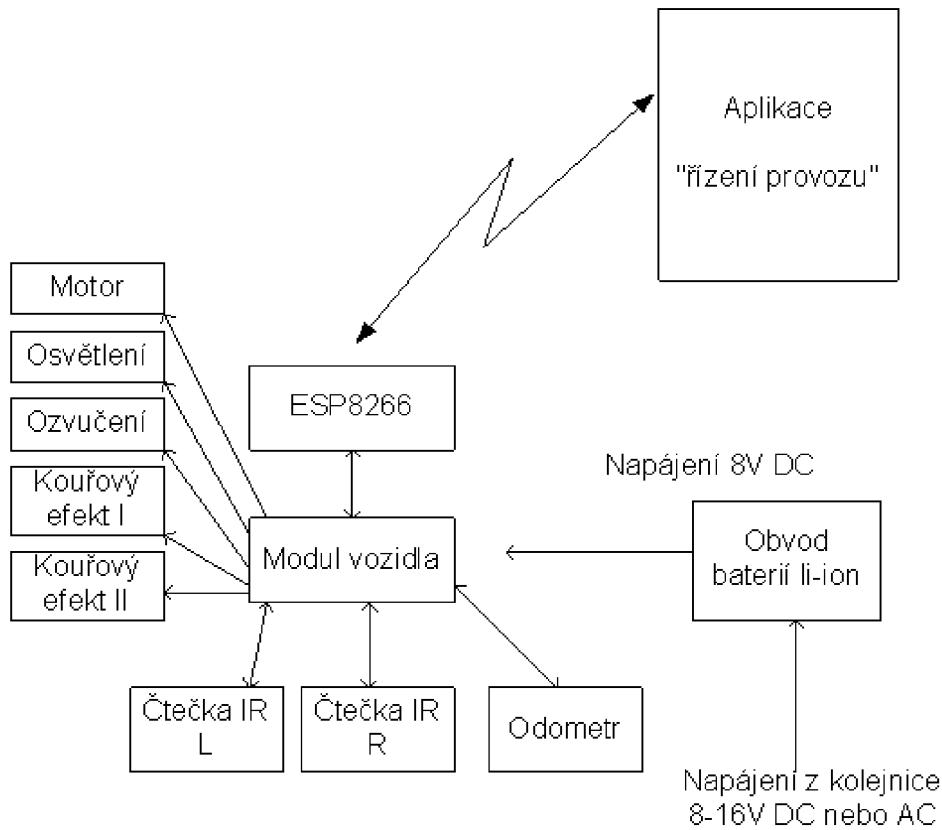 Aplikace
"řízení provozu"
Motor
Osvětlení
Ozvučení
Kouřový
efekt I
Kouřový
efekt II
ESP8266
Modul vozidla
Napájení 8V DC
Obvod
baterií li-ion
Čtečka IR
L
Čtečka IR
R
Odometr
Napájení z kolejnice
8-16V DC nebo AC